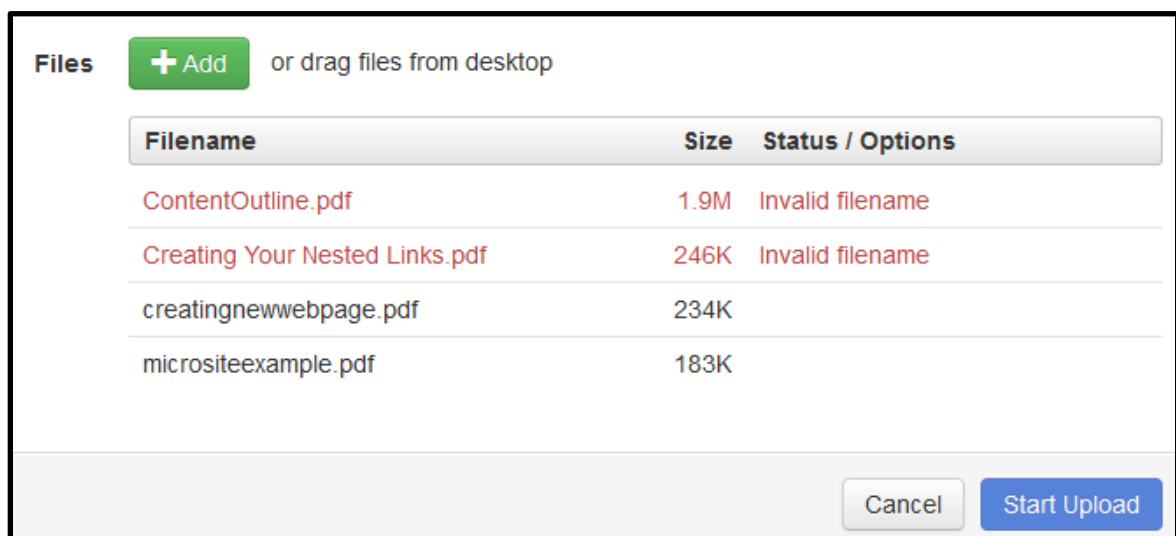 Files + Add or drag files from desktop
Filename Size Status / Options
ContentOutline.pdf 1.9M Invalid filename
Creating Your Nested Links.pdf 246K Invalid filename
creatingnewwebpage.pdf 234K
micrositeexample.pdf 183K
Cancel Start Upload